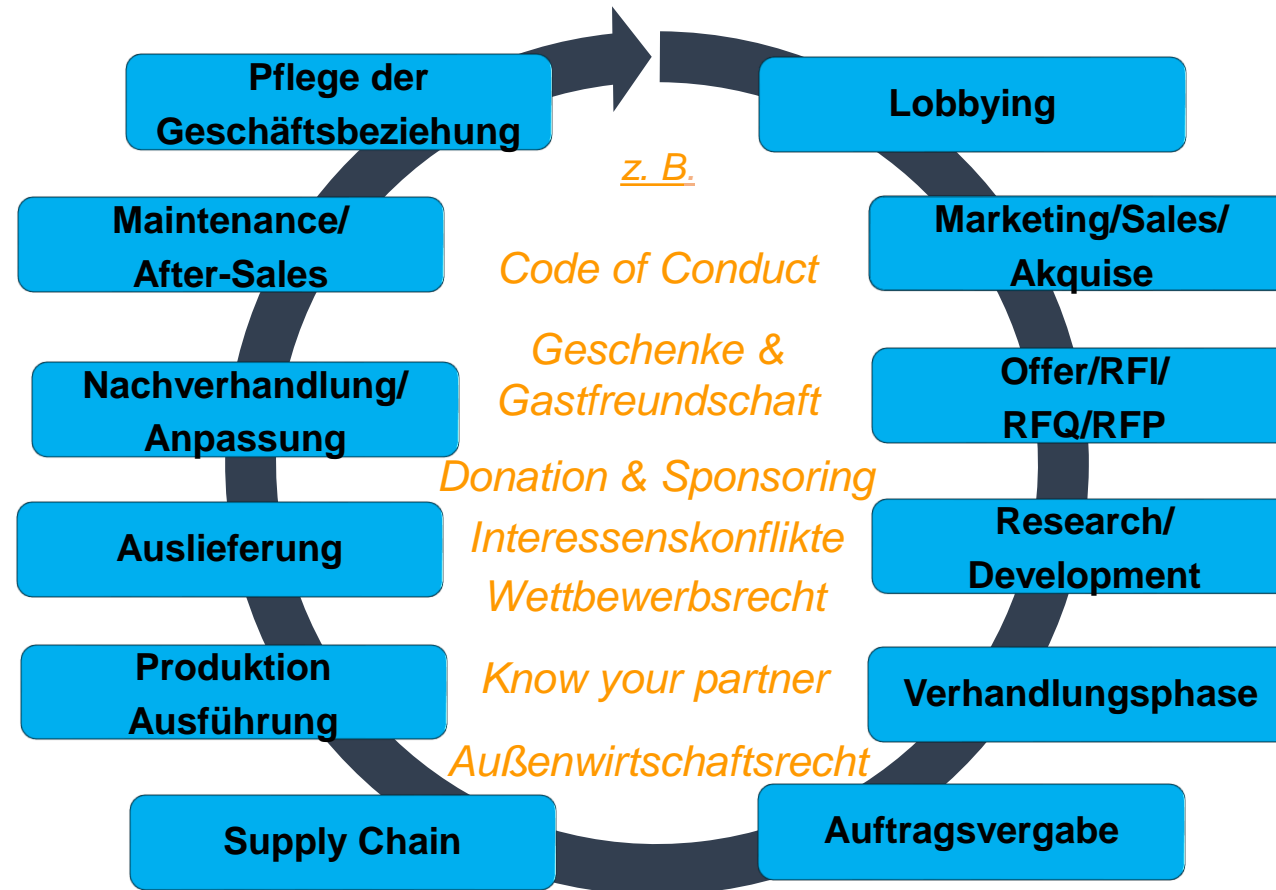 Pflege der
Geschäftsbeziehung
Lobbying
z. B.
Maintenance/
After-Sales
Code of Conduct
Marketing/Sales/
Akquise
Geschenke &
Gastfreundschaft
Nachverhandlung/
Anpassung
Offer/RFI/
RFQ/RFP
Donation & Sponsoring
Interessenskonflikte
Wettbewerbsrecht
Auslieferung
Research/
Development
Produktion
Ausführung
Know your partner
Verhandlungsphase
Außenwirtschaftsrecht
Supply Chain
Auftragsvergabe